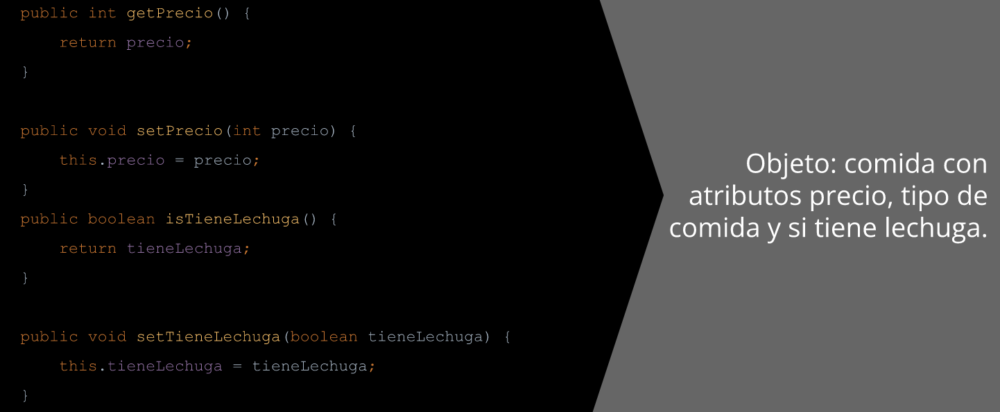 public int getPrecio() {
return precio;
}
public void setPrecio(int precio) {
this.precio = precio;
}
public boolean isTieneLechuga() {
return tieneLechuga;
}
public void setTieneLechuga(boolean tieneLechuga) {
this.tieneLechuga = tieneLechuga;
}
Objeto: comida con
atributos precio, tipo de
comida y si tiene lechuga.